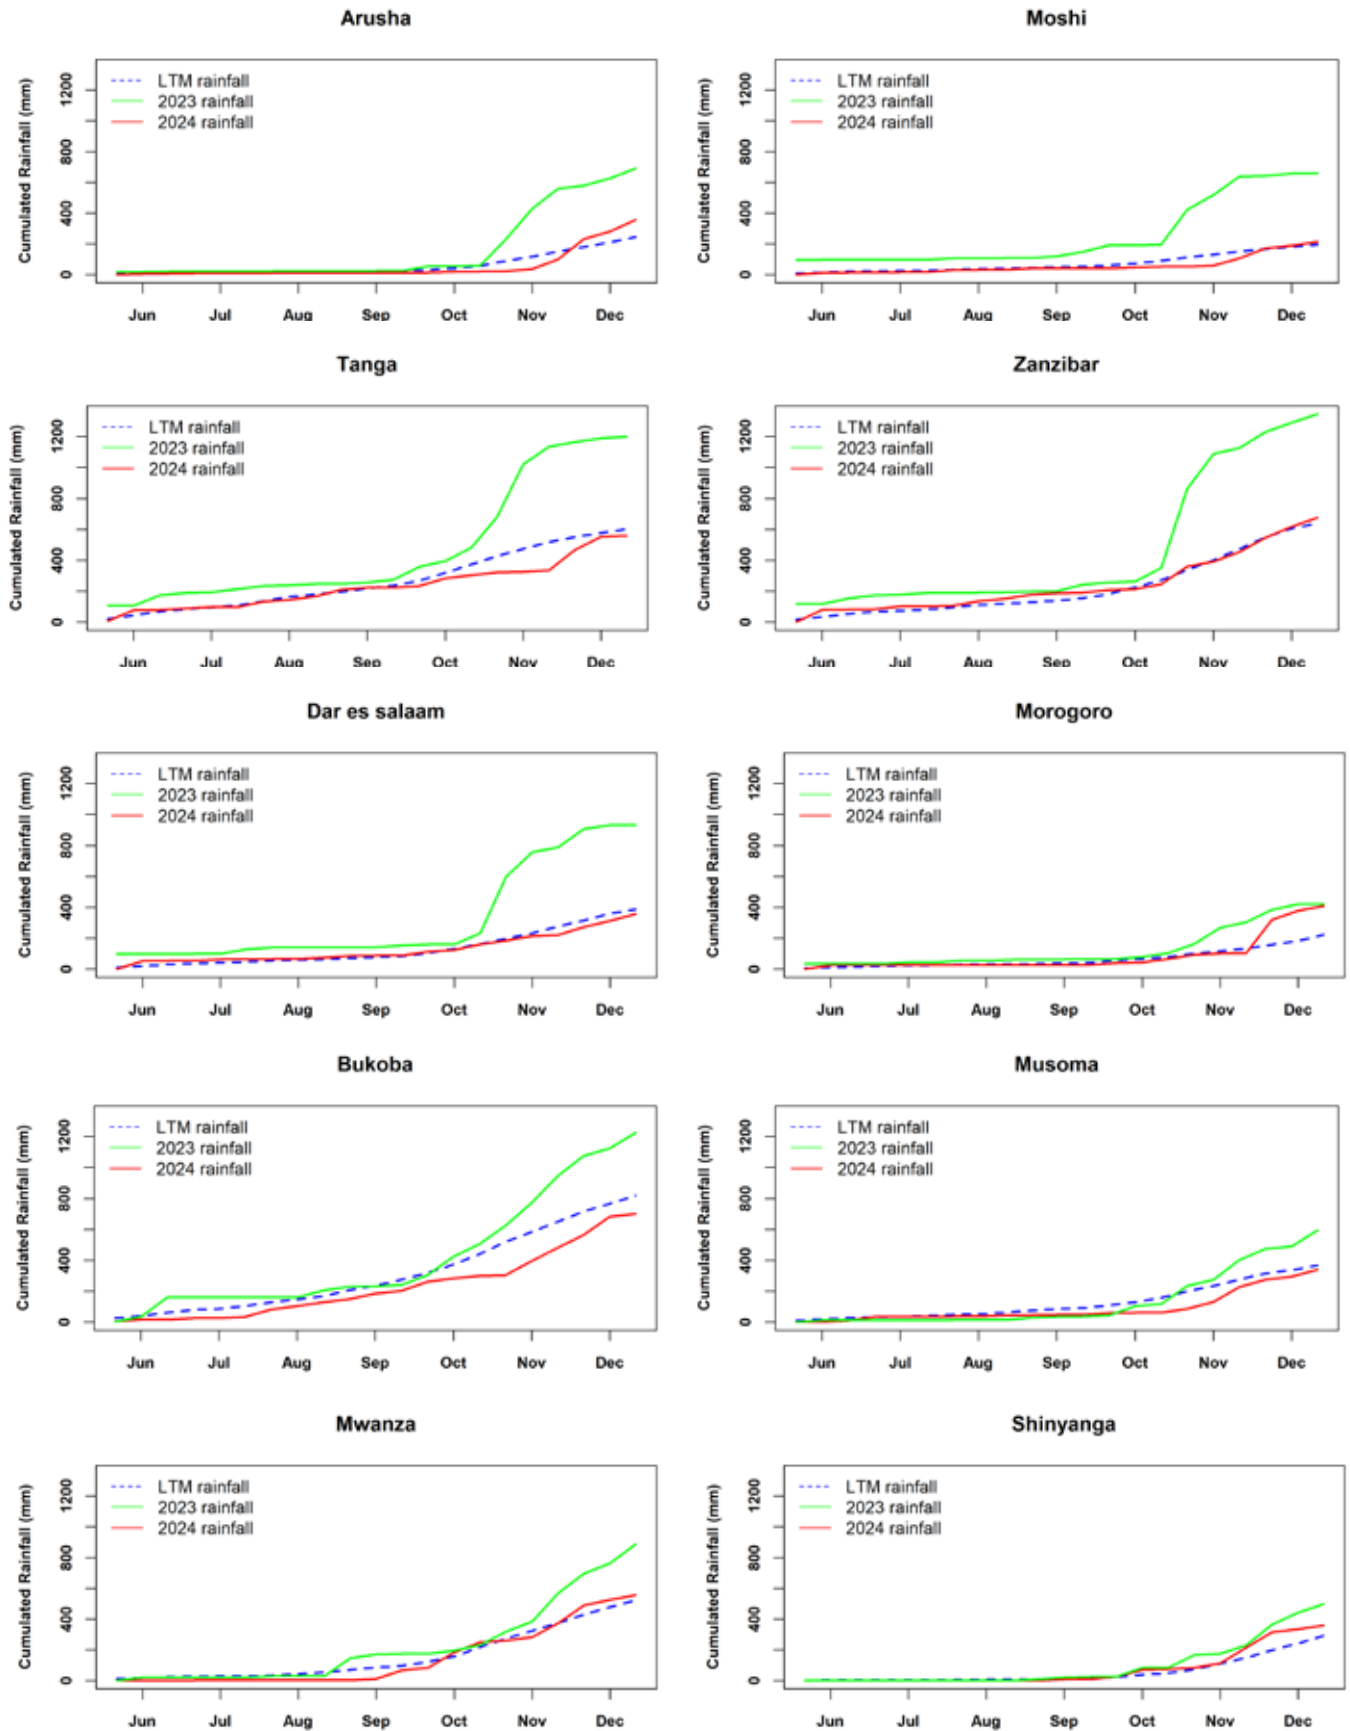 Arusha
Cumulated Rainfall (mm)
1200
800
400
0
LTM rainfall
2023 rainfall
2024 rainfall
Jun Jul Aug Sep Oct Nov Dec
Moshi
Cumulated Rainfall (mm)
1200
800
400
0
LTM rainfall
2023 rainfall
2024 rainfall
Jun Jul Aug Sep Oct Nov Dec
Tanga
Cumulated Rainfall (mm)
1200
800
400
0
LTM rainfall
2023 rainfall
2024 rainfall
Jun Jul Aug Sep Oct Nov Dec
Zanzibar
Cumulated Rainfall (mm)
1200
800
400
0
LTM rainfall
2023 rainfall
2024 rainfall
Jun Jul Aug Sep Oct Nov Dec
Dar es salaam
Cumulated Rainfall (mm)
1200
800
400
0
LTM rainfall
2023 rainfall
2024 rainfall
Jun Jul Aug Sep Oct Nov Dec
Morogoro
Cumulated Rainfall (mm)
1200
800
400
0
LTM rainfall
2023 rainfall
2024 rainfall
Jun Jul Aug Sep Oct Nov Dec
Bukoba
Cumulated Rainfall (mm)
1200
800
400
0
LTM rainfall
2023 rainfall
2024 rainfall
Jun Jul Aug Sep Oct Nov Dec
Musoma
Cumulated Rainfall (mm)
1200
800
400
0
LTM rainfall
2023 rainfall
2024 rainfall
Jun Jul Aug Sep Oct Nov Dec
Mwanza
Cumulated Rainfall (mm)
1200
800
400
0
LTM rainfall
2023 rainfall
2024 rainfall
Jun Jul Aug Sep Oct Nov Dec
Shinyanga
Cumulated Rainfall (mm)
1200
800
400
0
LTM rainfall
2023 rainfall
2024 rainfall
Jun Jul Aug Sep Oct Nov Dec